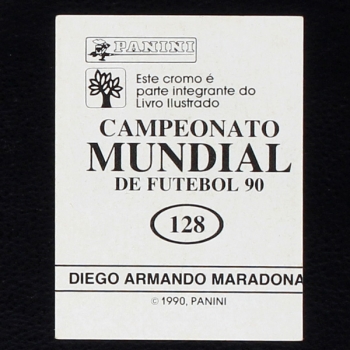 PANINI
Este cromo é
parte integrante do
Livro Ilustrado
CAMPEONATO
MUNDIAL
DE FUTEBOL 90
128
DIEGO ARMANDO MARADONA
© 1990, PANINI